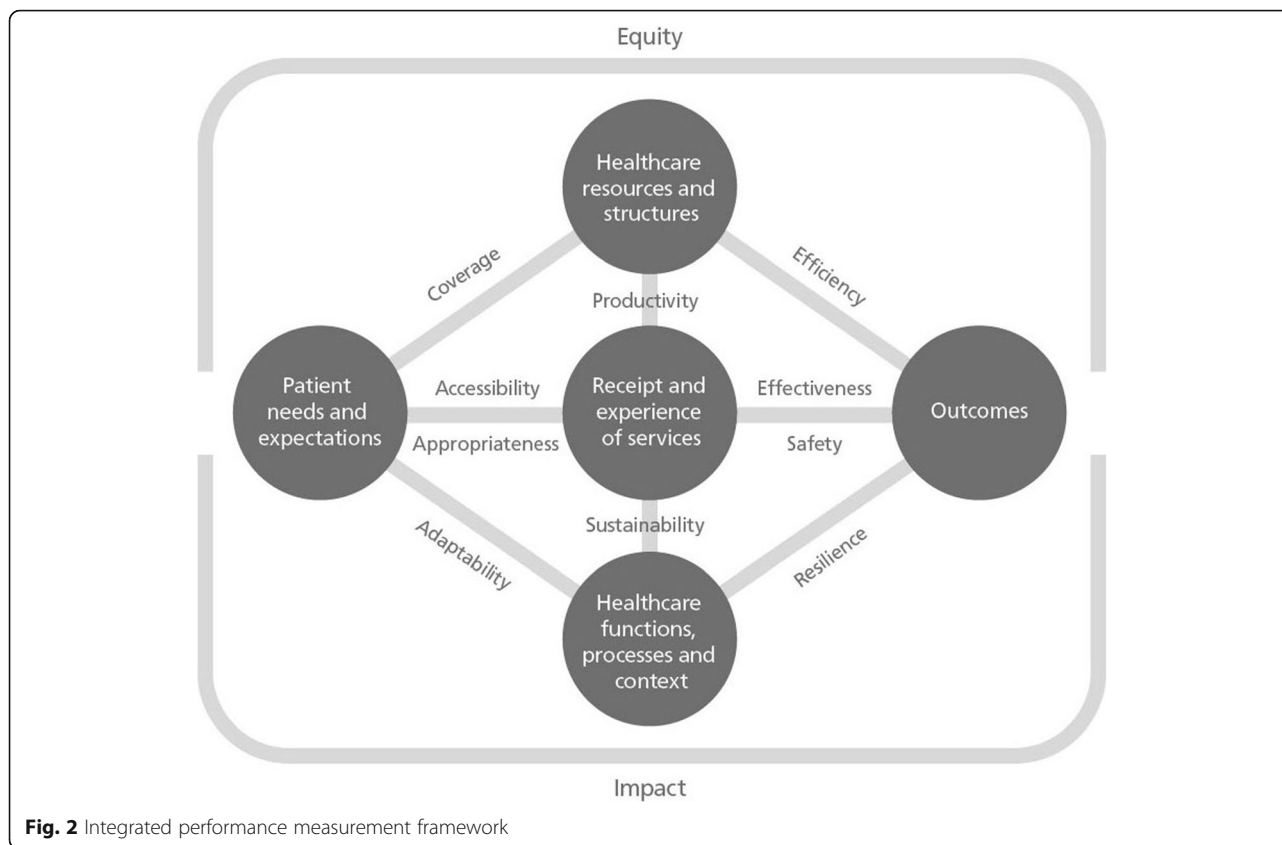 Equity
Healthcare
resources and
structures
Coverage
Efficiency
Productivity
Patient
needs and
expectations
Accessibility
Appropriateness
Receipt and
experience
of services
Effectiveness
Safety
Outcomes
Adaptability
Sustainability
Resilience
Healthcare
functions,
processes and
context
Impact
Fig. 2 Integrated performance measurement framework